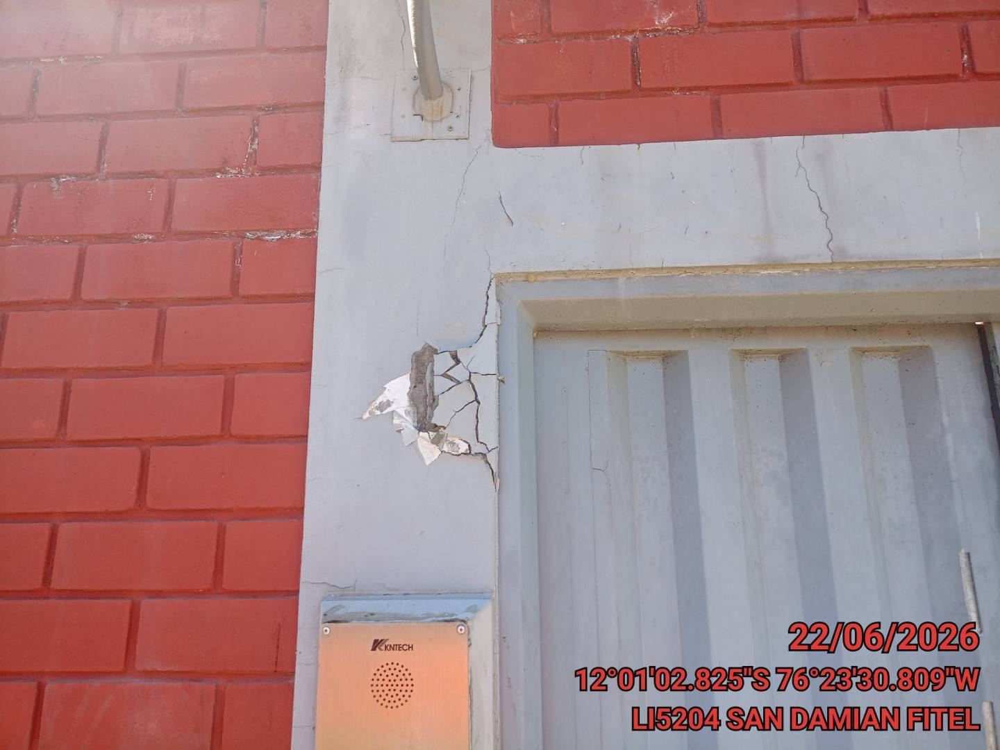 KNTECH
22/06/2026
12°01'02.825"S 76°23'30.809"W
LI5204 SAN DAMIAN FITEL